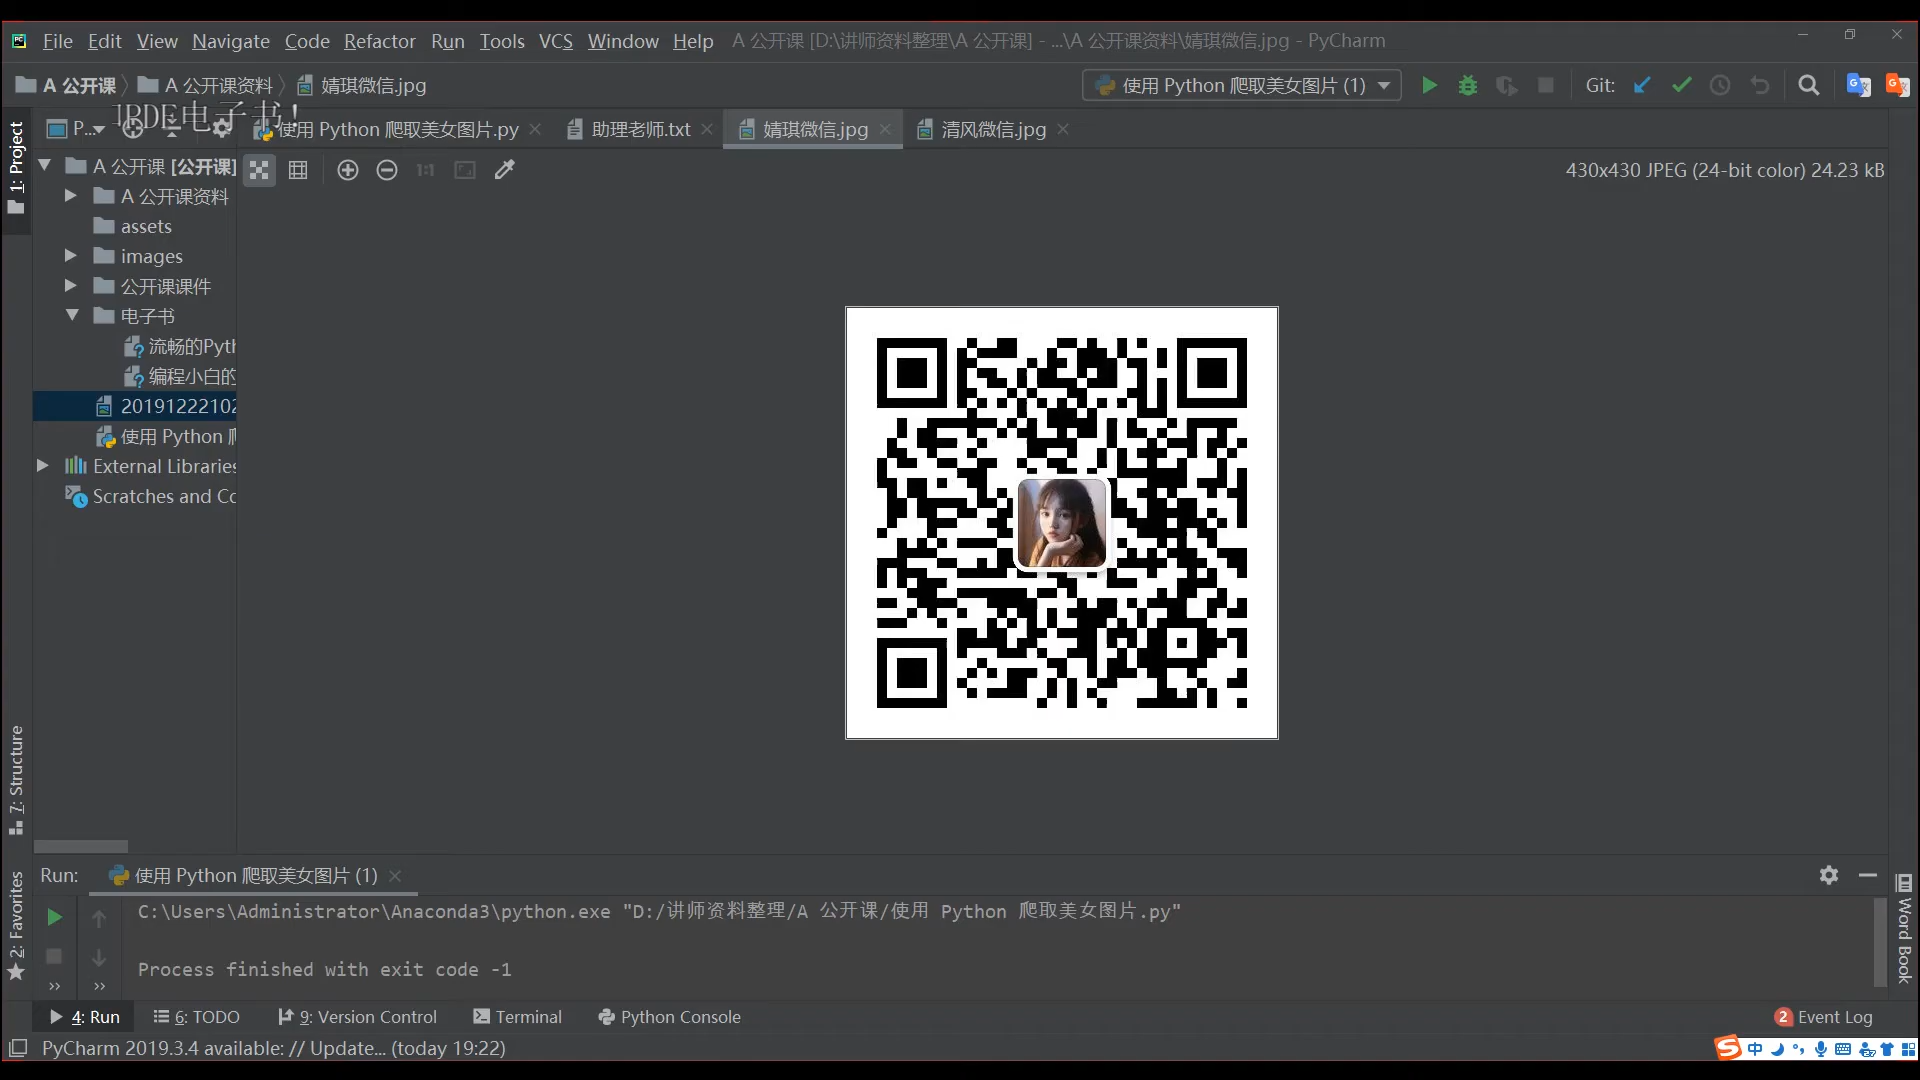 File Edit View Navigate Code Refactor Run Tools VCS Window Help A 公开课 [D:\讲师资料整理\A 公开课] - ...\A 公开课资料\婧琪微信.jpg - PyCharm
A 公开课 A 公开课资料 婧琪微信.jpg 使用 Python 爬取美女图片 (1) Git:
电子书!
P... 使用 Python 爬取美女图片.py 助理老师.txt 婧琪微信.jpg 清风微信.jpg
1: Project
A 公开课 [公开课] 430x430 JPEG (24-bit color) 24.23 kB
A 公开课资料
assets
images
公开课课件
电子书
流畅的Pyth
编程小白的
20191222102
使用 Python 爬
External Libraries
Scratches and Co
7: Structure
2: Favorites
Run: 使用 Python 爬取美女图片 (1)
C:\Users\Administrator\Anaconda3\python.exe "D:/讲师资料整理/A 公开课/使用 Python 爬取美女图片.py"
Process finished with exit code -1
Word Book
4: Run 6: TODO 9: Version Control Terminal Python Console 2 Event Log
PyCharm 2019.3.4 available: // Update... (today 19:22)
中